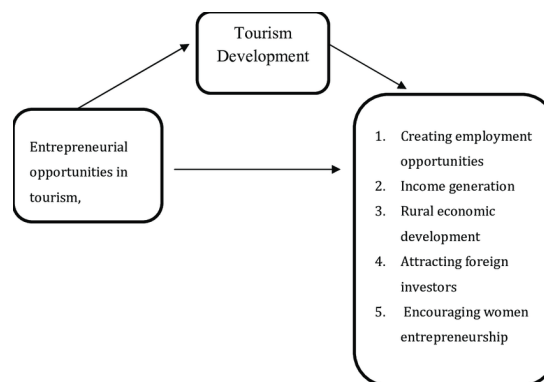 Tourism
Development
Entrepreneurial
opportunities in
tourism,
1. Creating employment
opportunities
2. Income generation
3. Rural economic
development
4. Attracting foreign
investors
5. Encouraging women
entrepreneurship